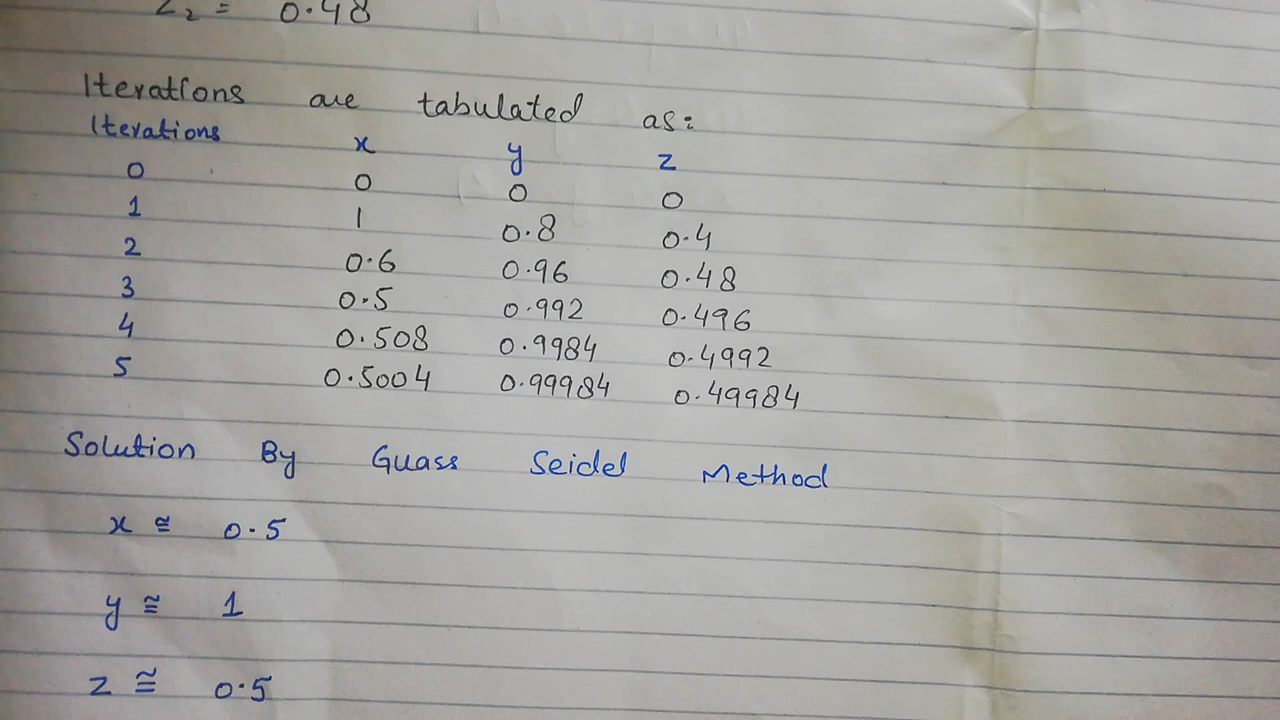 Z₂ = 0.48
Iterations are tabulated as:
Iterations x y z
0 0 0 0
1 1 0.8 0.4
2 0.6 0.96 0.48
3 0.5 0.992 0.496
4 0.508 0.9984 0.4992
5 0.5004 0.99984 0.49984
Solution By Guass Seidel Method
x ≅ 0.5
y ≅ 1
z ≅ 0.5